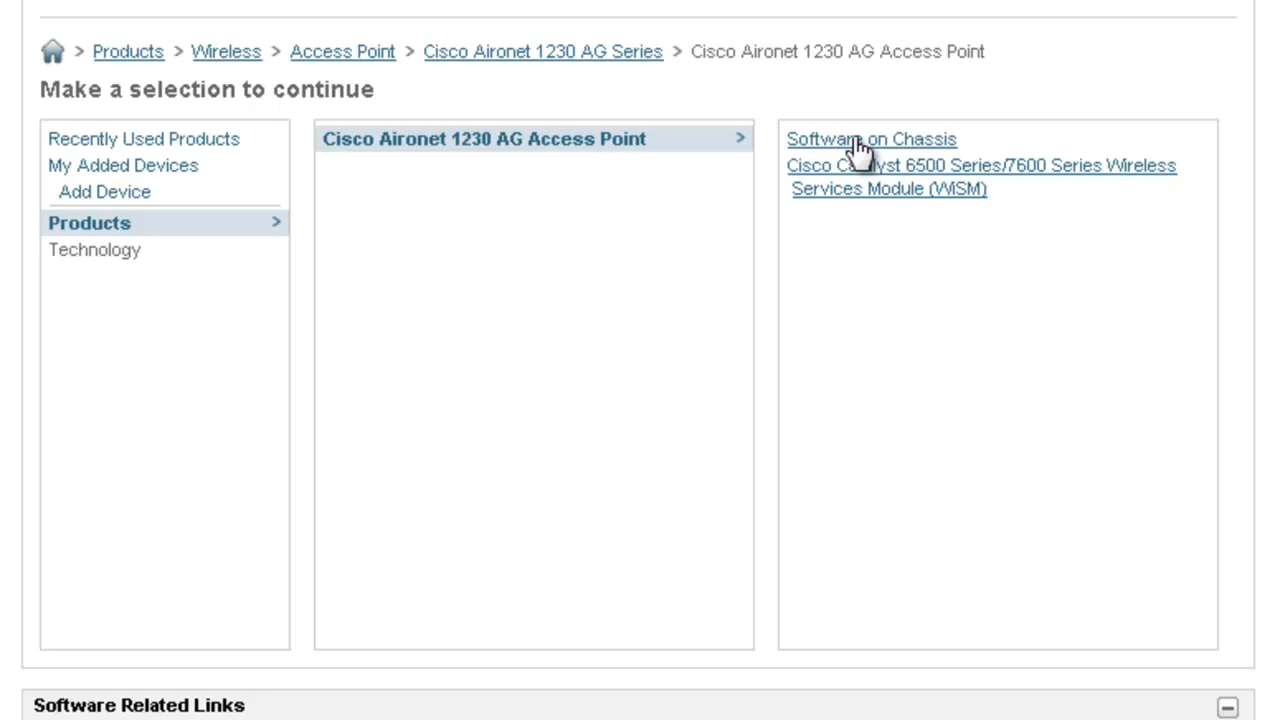 > Products > Wireless > Access Point > Cisco Aironet 1230 AG Series > Cisco Aironet 1230 AG Access Point
Make a selection to continue
Recently Used Products
My Added Devices
Add Device
Products >
Technology
Cisco Aironet 1230 AG Access Point >
Software on Chassis
Cisco Catalyst 6500 Series/7600 Series Wireless
Services Module (WiSM)
Software Related Links